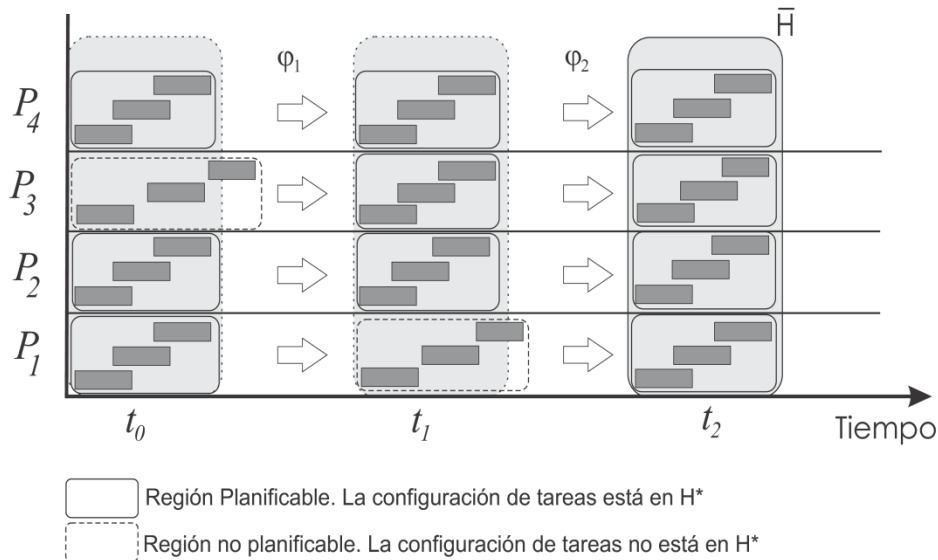 H̅
φ₁ φ₂
P₄
P₃
P₂
P₁
t₀ t₁ t₂
Tiempo
Región Planificable. La configuración de tareas está en H*
Región no planificable. La configuración de tareas no está en H*